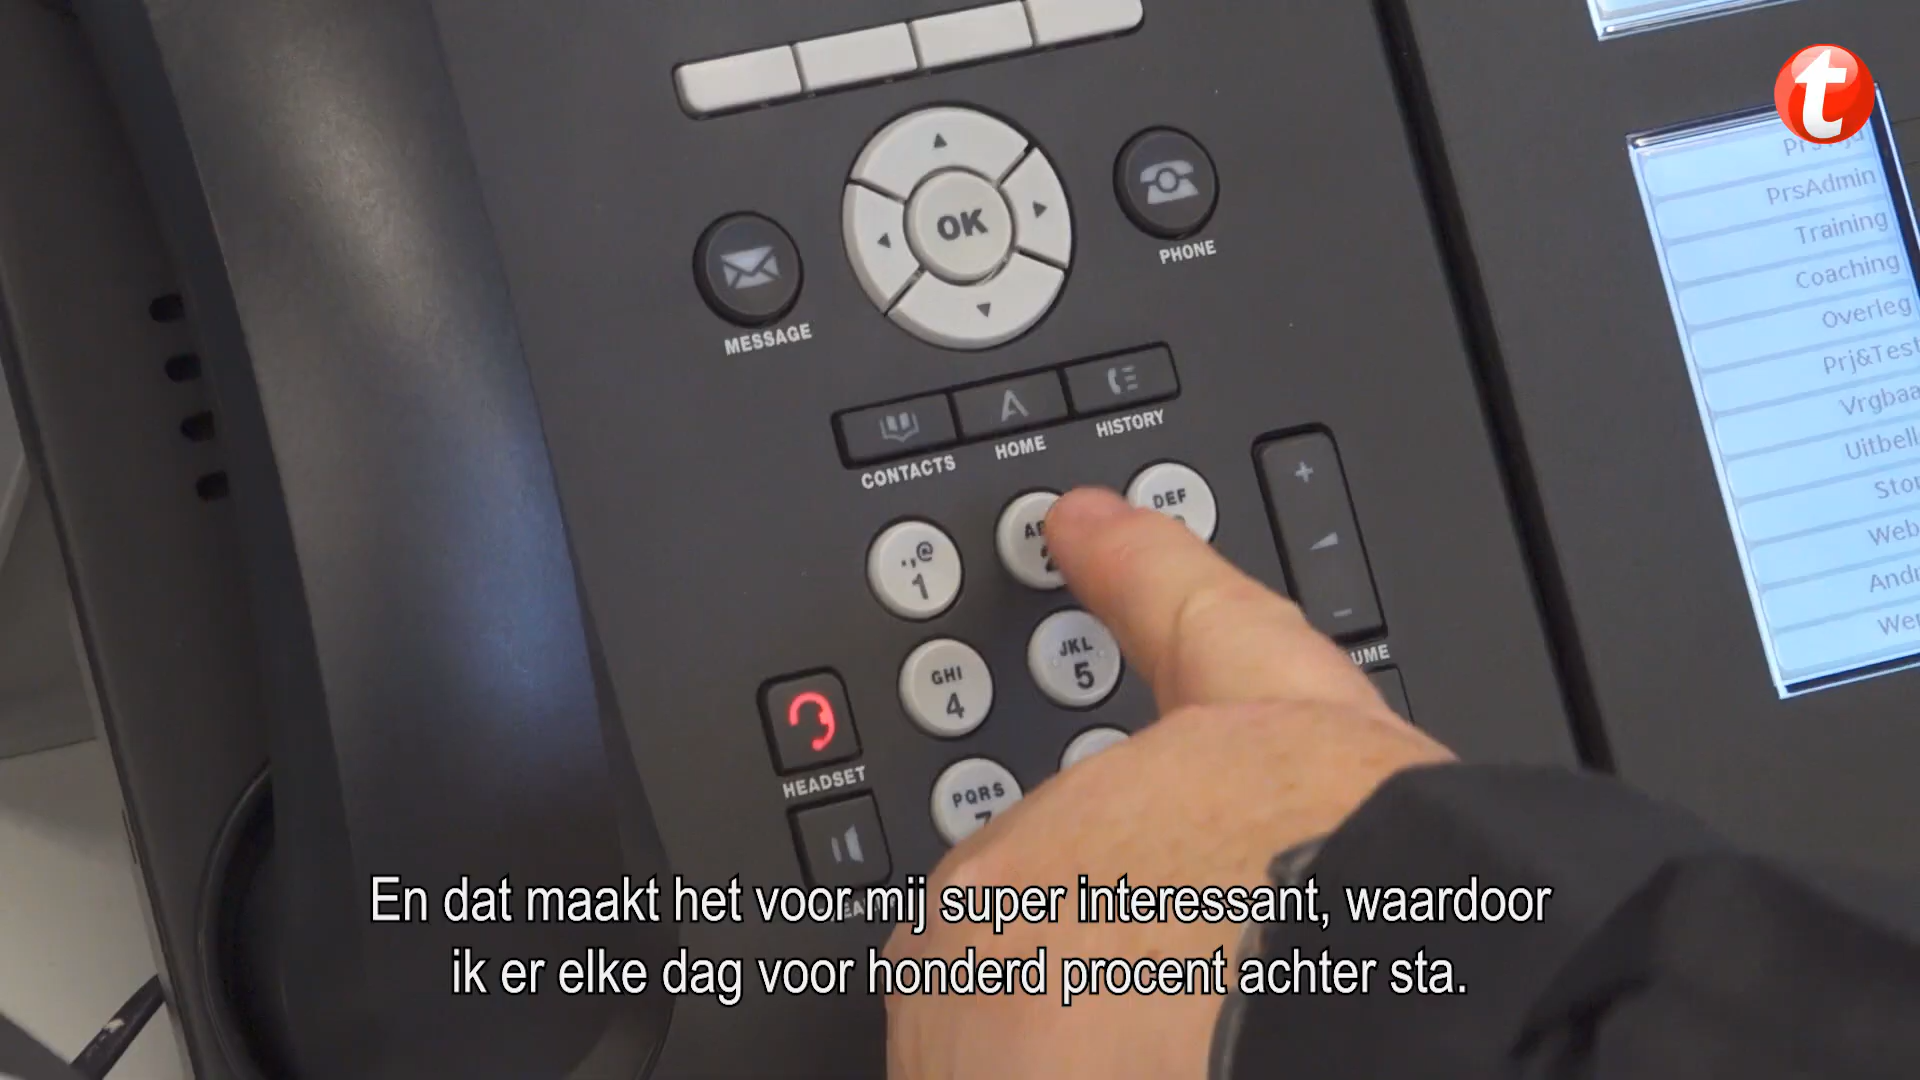 t
PrsAdmin
Training
Coaching
Overleg
Prj&Test
OK
MESSAGE
PHONE
CONTACTS
HOME
HISTORY
.,@
1
DEF
GHI
4
JKL
5
PQRS
HEADSET
En dat maakt het voor mij super interessant, waardoor
ik er elke dag voor honderd procent achter sta.